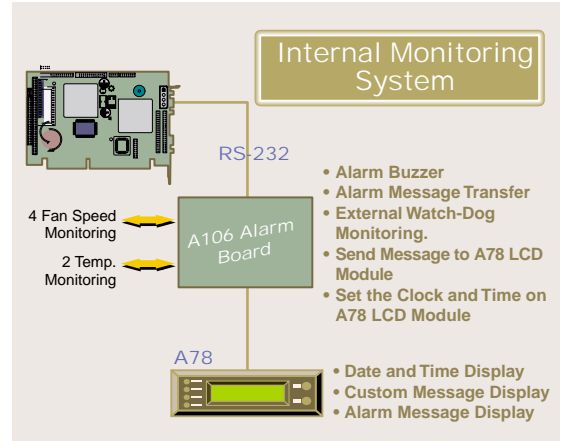 Internal Monitoring
System
RS-232
4 Fan Speed
Monitoring
2 Temp.
Monitoring
A106 Alarm
Board
• Alarm Buzzer
• Alarm Message Transfer
• External Watch-Dog
Monitoring.
• Send Message to A78 LCD
Module
• Set the Clock and Time on
A78 LCD Module
A78
• Date and Time Display
• Custom Message Display
• Alarm Message Display